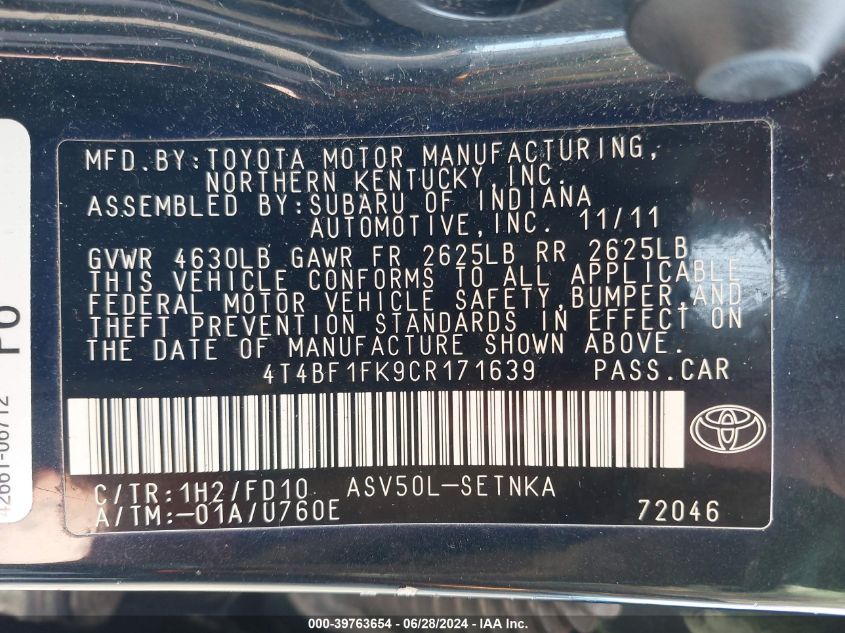 MFD.BY:TOYOTA MOTOR MANUFACTURING,
NORTHERN KENTUCKY,INC.
ASSEMBLED BY:SUBARU OF INDIANA
AUTOMOTIVE,INC. 11/11
GVWR 4630LB GAWR FR 2625LB RR 2625LB
THIS VEHICLE CONFORMS TO ALL APPLICABLE
FEDERAL MOTOR VEHICLE SAFETY,BUMPER,AND
THEFT PREVENTION STANDARDS IN EFFECT ON
THE DATE OF MANUFACTURE SHOWN ABOVE.
4T4BF1FK9CR171639 PASS.CAR
C/TR:1H2/FD10 ASV50L-SETNKA
A/TM:-01A/U760E 72046
42661-06712
000-39763654 / 06/28/2024 - IAA, Inc.